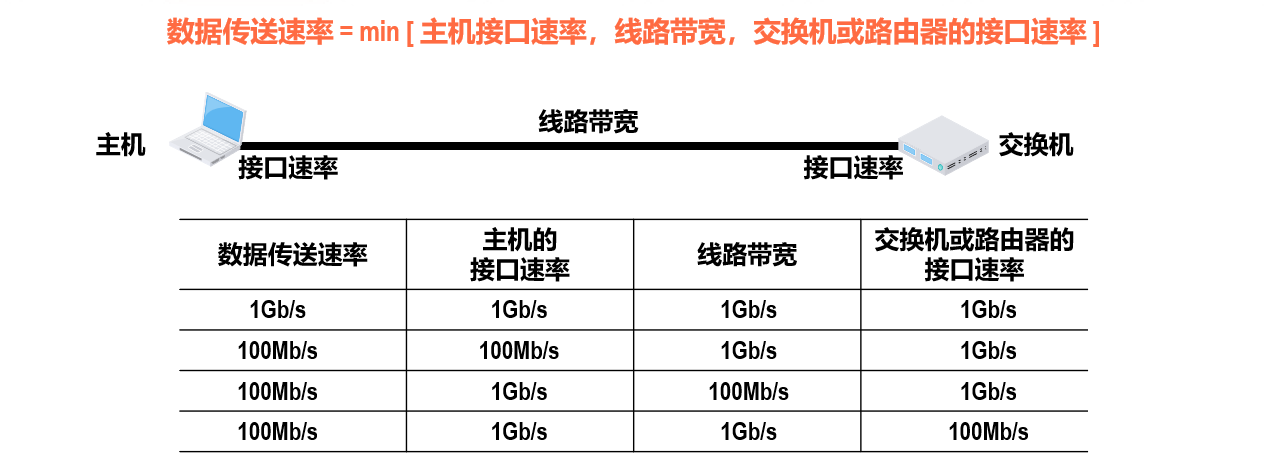 数据传送速率 = min [ 主机接口速率，线路带宽，交换机或路由器的接口速率 ]
线路带宽
主机
交换机
接口速率
接口速率
数据传送速率
主机的
接口速率
线路带宽
交换机或路由器的
接口速率
1Gb/s 1Gb/s 1Gb/s 1Gb/s
100Mb/s 100Mb/s 1Gb/s 1Gb/s
100Mb/s 1Gb/s 100Mb/s 1Gb/s
100Mb/s 1Gb/s 1Gb/s 100Mb/s